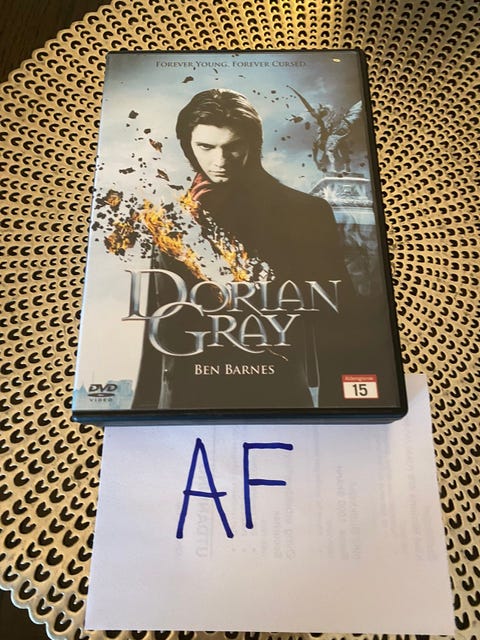 FOREVER YOUNG. FOREVER CURSED.
DORIAN
GRAY
BEN BARNES
DVD
VIDEO
15
AF